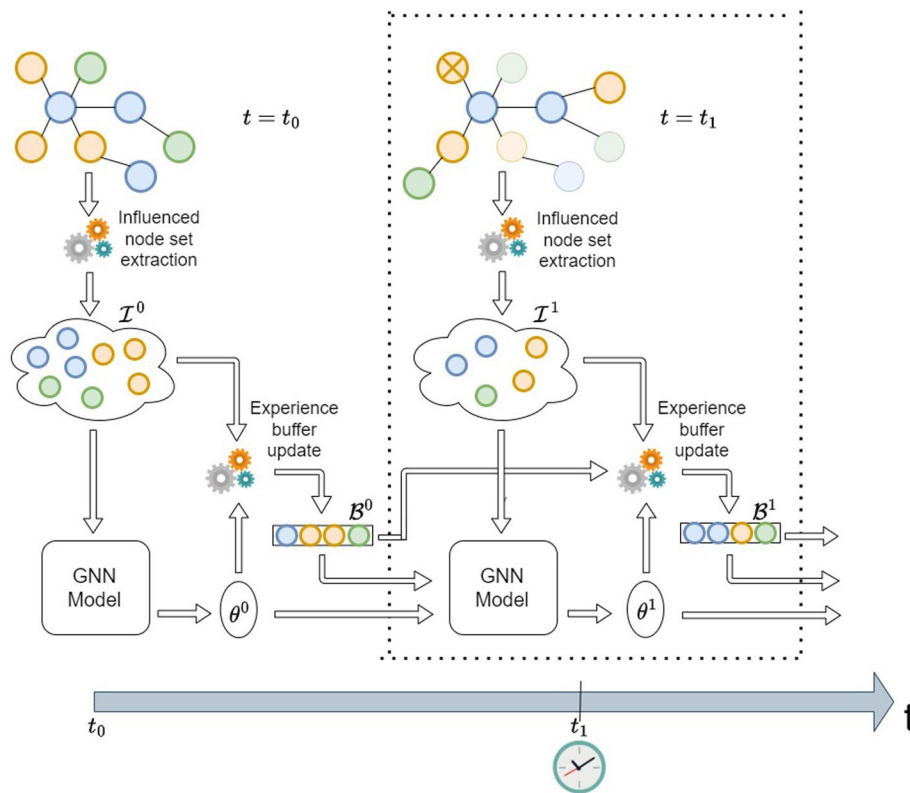 t = t₀
Influenced
node set
extraction
𝓘⁰
Experience
buffer
update
𝓑⁰
GNN
Model
θ⁰
t = t₁
Influenced
node set
extraction
𝓘¹
Experience
buffer
update
𝓑¹
GNN
Model
θ¹
t₀
t₁
t